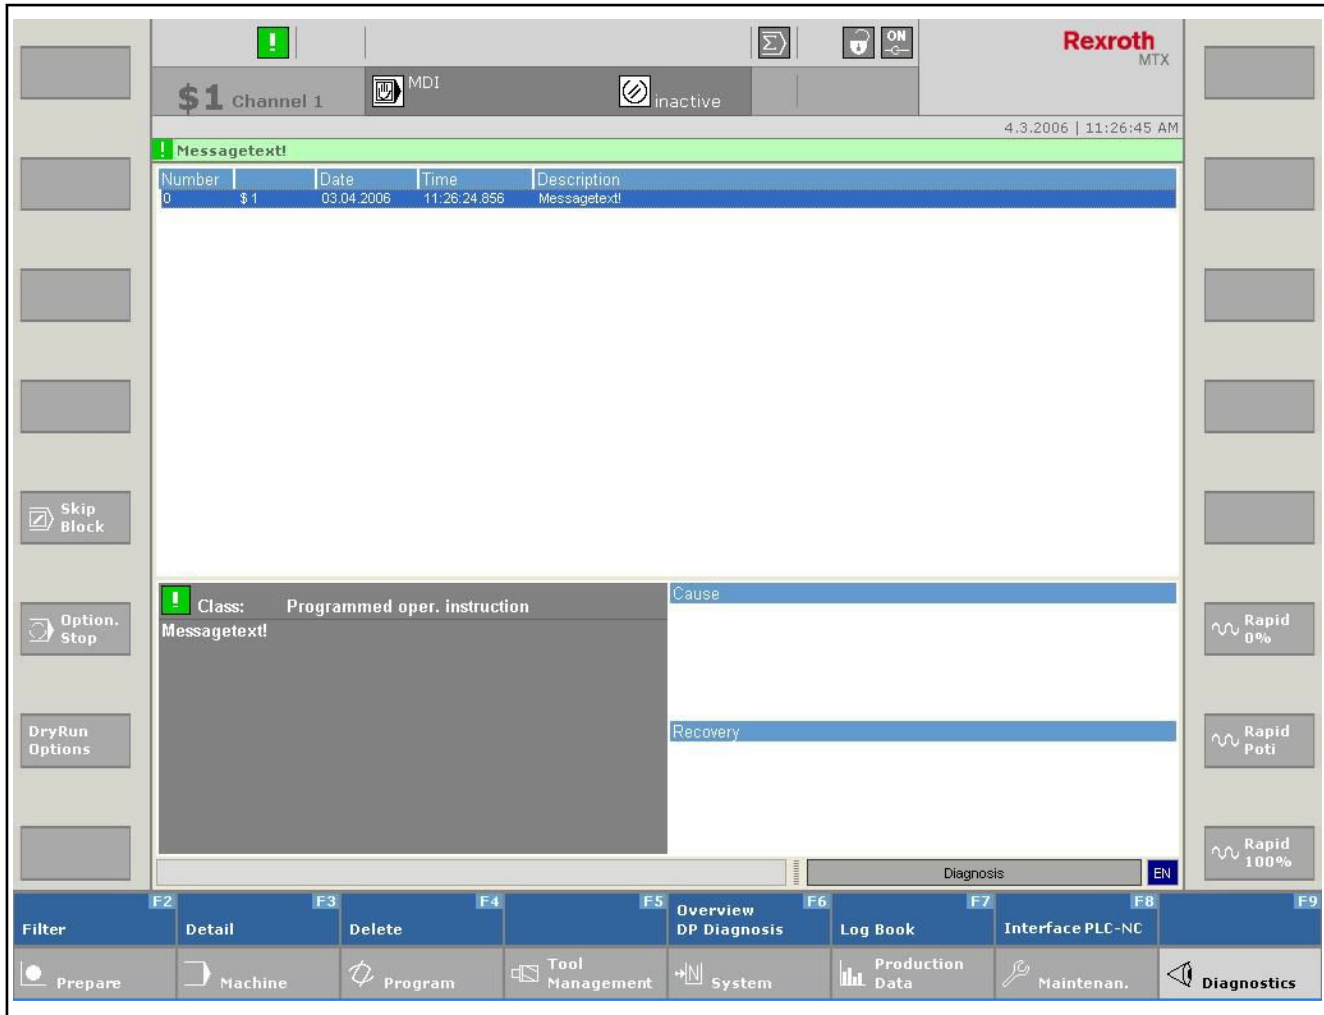 !
Σ
ON
Rexroth
MTX
$1 Channel 1
MDI
inactive
4.3.2006 | 11:26:45 AM
! Messagetext!
Number Date Time Description
0 $ 1 03.04.2006 11:26:24.856 Messagetext!
Skip
Block
Option.
Stop
DryRun
Options
! Class: Programmed oper. instruction
Messagetext!
Cause
Recovery
Rapid
0%
Rapid
Poti
Rapid
100%
Diagnosis
EN
F2 F3 F4 F5 F6 F7 F8 F9
Filter
Detail
Delete
Overview
DP Diagnosis
Log Book
Interface PLC-NC
Prepare
Machine
Program
Tool
Management
N System
Production
Data
Maintenan.
Diagnostics